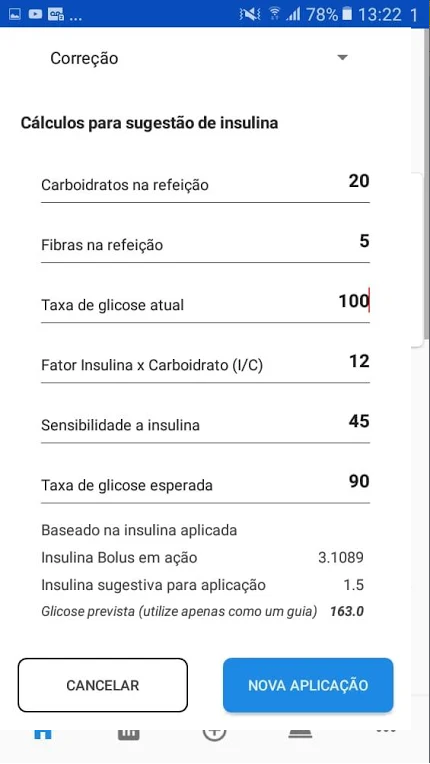 ... 78% 13:22 1
Correção
Cálculos para sugestão de insulina
Carboidratos na refeição 20
Fibras na refeição 5
Taxa de glicose atual 100
Fator Insulina x Carboidrato (I/C) 12
Sensibilidade a insulina 45
Taxa de glicose esperada 90
Baseado na insulina aplicada
Insulina Bolus em ação 3.1089
Insulina sugestiva para aplicação 1.5
Glicose prevista (utilize apenas como um guia) 163.0
CANCELAR NOVA APLICAÇÃO